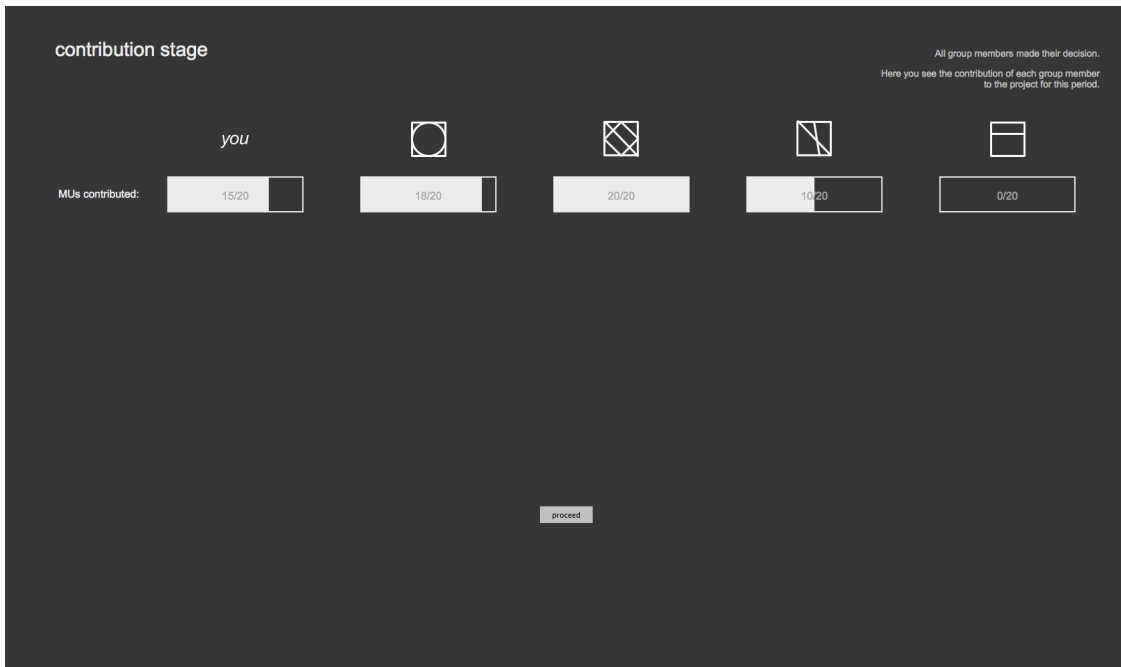 contribution stage
All group members made their decision.
Here you see the contribution of each group member
to the project for this period.
you
MUs contributed:
15/20
18/20
20/20
10/20
0/20
proceed